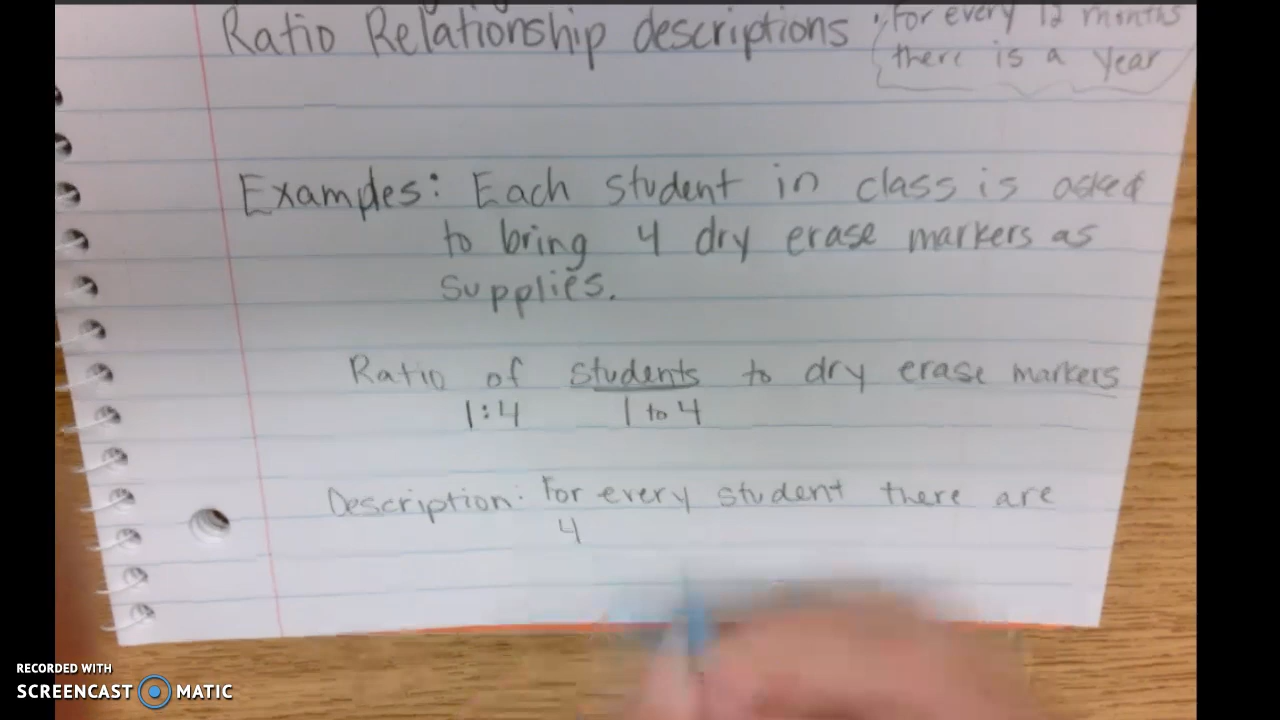 Ratio Relationship descriptions
for every 12 months
there is a year
Examples: Each student in class is asked
to bring 4 dry erase markers as
supplies.
Ratio of students to dry erase markers
1:4 1 to 4
Description: For every student there are
4
RECORDED WITH
SCREENCAST MATIC